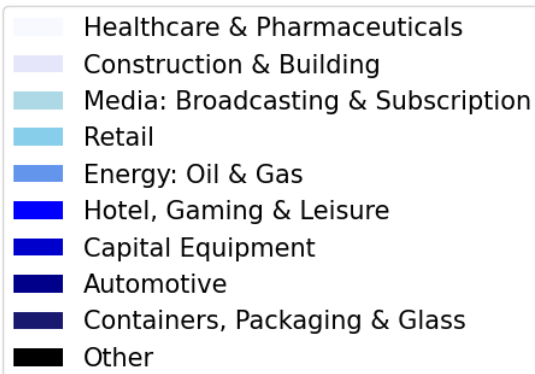 Healthcare & Pharmaceuticals
Construction & Building
Media: Broadcasting & Subscription
Retail
Energy: Oil & Gas
Hotel, Gaming & Leisure
Capital Equipment
Automotive
Containers, Packaging & Glass
Other